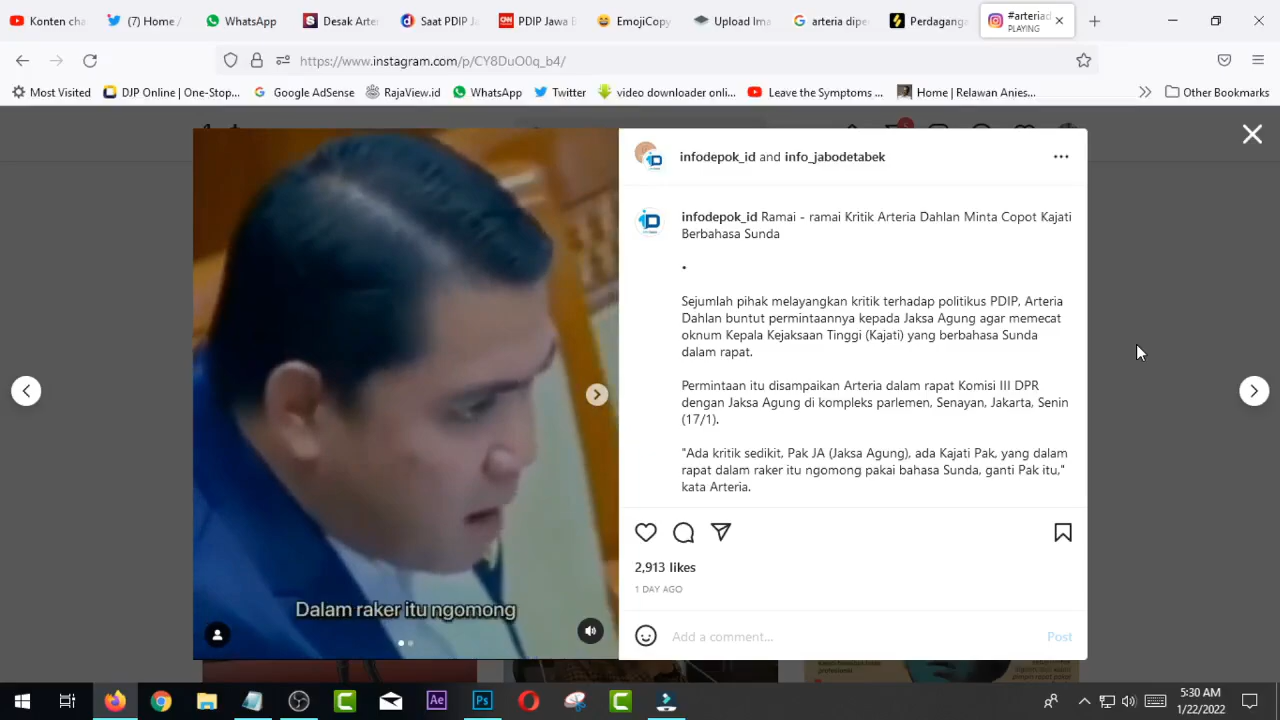 Konten cha
(7) Home /
WhatsApp
Desak Arter
Saat PDIP Ja
PDIP Jawa B
EmojiCopy
Upload Ima
arteria dipe
Perdaganga
#arteriad
PLAYING
https://www.instagram.com/p/CY8DuO0q_b4/
Most Visited
DJP Online | One-Stop...
Google AdSense
RajaView.id
WhatsApp
Twitter
video downloader onli...
Leave the Symptoms ...
Home | Relawan Anies...
Other Bookmarks
infodepok_id and info_jabodetabek
infodepok_id Ramai - ramai Kritik Arteria Dahlan Minta Copot Kajati
Berbahasa Sunda
•
Sejumlah pihak melayangkan kritik terhadap politikus PDIP, Arteria
Dahlan buntut permintaannya kepada Jaksa Agung agar memecat
oknum Kepala Kejaksaan Tinggi (Kajati) yang berbahasa Sunda
dalam rapat.
Permintaan itu disampaikan Arteria dalam rapat Komisi III DPR
dengan Jaksa Agung di kompleks parlemen, Senayan, Jakarta, Senin
(17/1).
"Ada kritik sedikit, Pak JA (Jaksa Agung), ada Kajati Pak, yang dalam
rapat dalam raker itu ngomong pakai bahasa Sunda, ganti Pak itu,"
kata Arteria.
2,913 likes
1 DAY AGO
Add a comment...
Post
Dalam raker itu ngomong
5:30 AM
1/22/2022